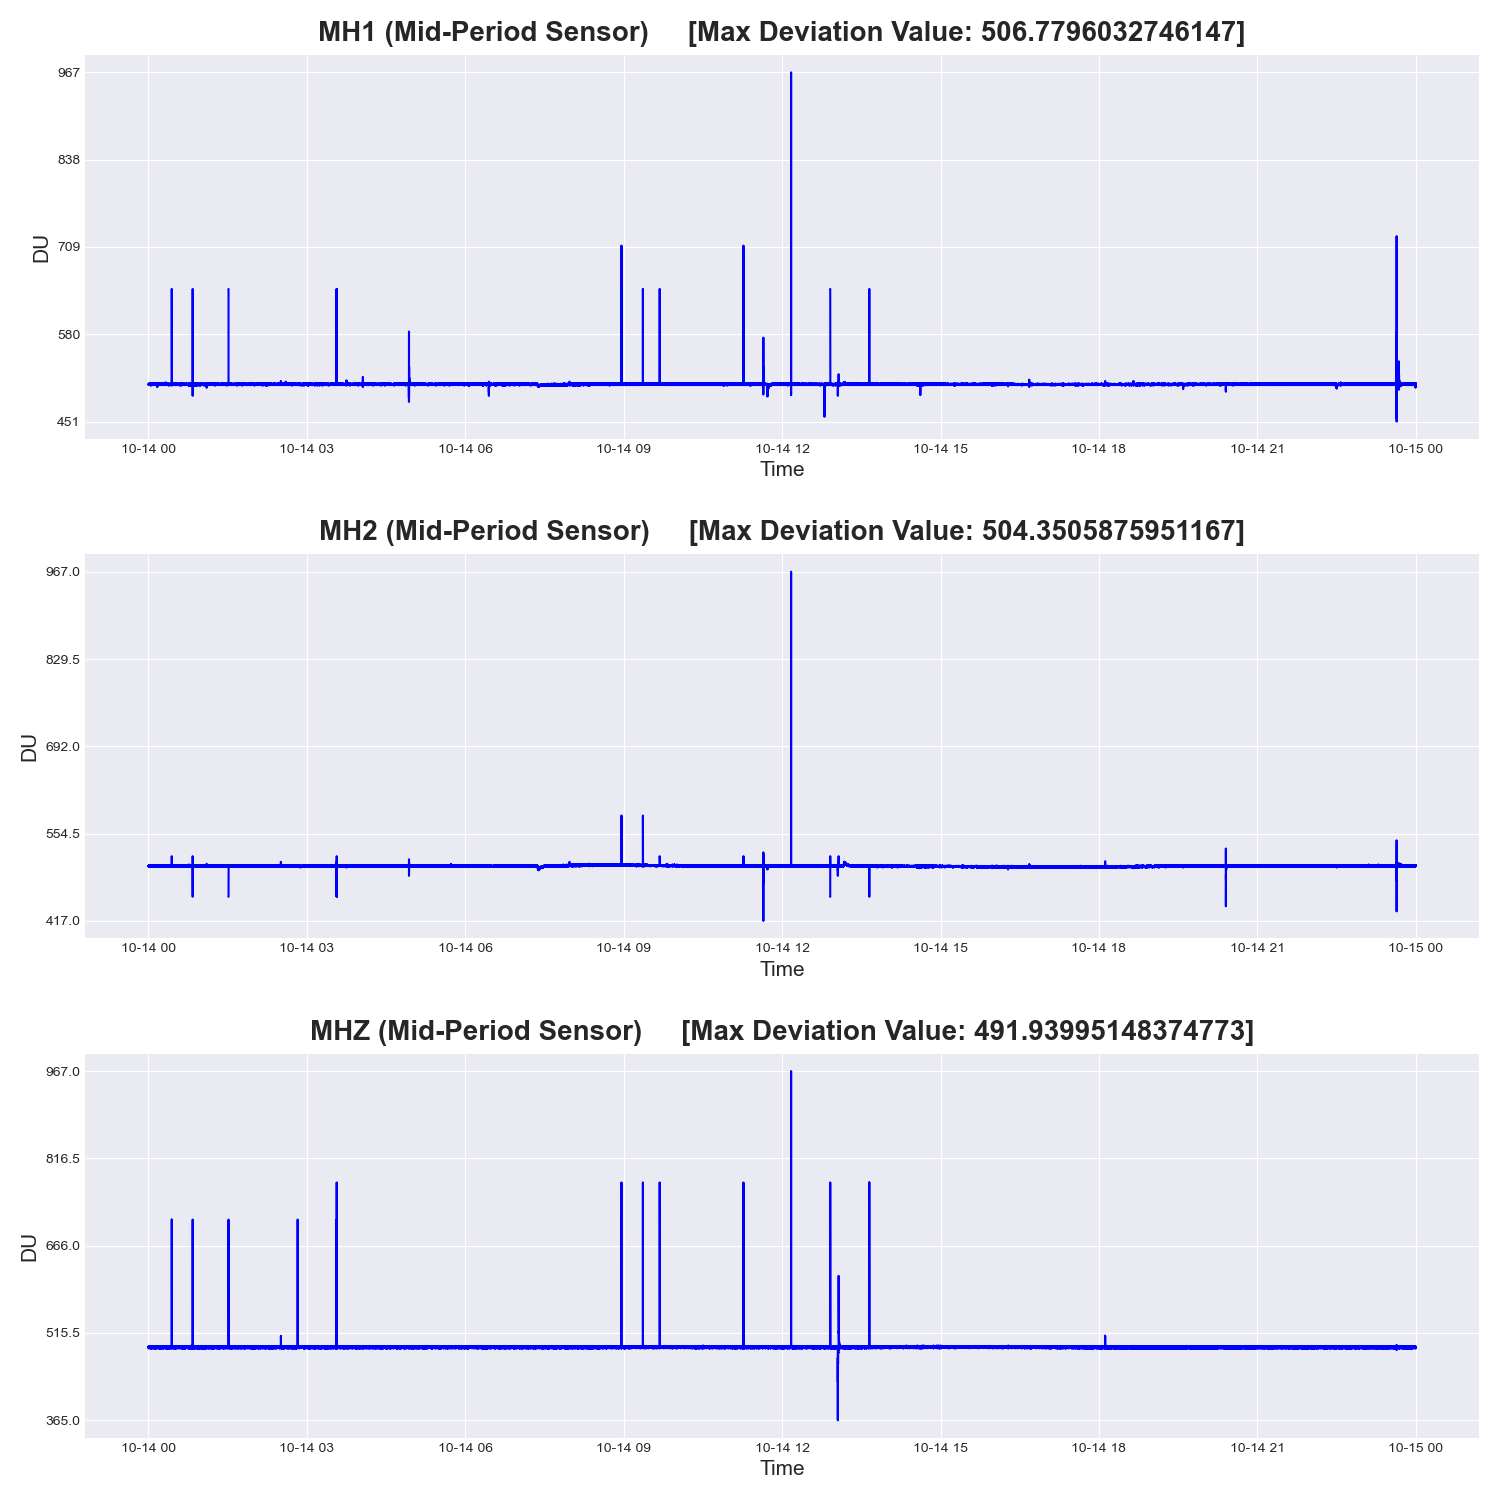 MH1 (Mid-Period Sensor) [Max Deviation Value: 506.7796032746147]
967
838
709
580
451
DU
10-14 00 10-14 03 10-14 06 10-14 09 10-14 12 10-14 15 10-14 18 10-14 21 10-15 00
Time
MH2 (Mid-Period Sensor) [Max Deviation Value: 504.3505875951167]
967.0
829.5
692.0
554.5
417.0
DU
10-14 00 10-14 03 10-14 06 10-14 09 10-14 12 10-14 15 10-14 18 10-14 21 10-15 00
Time
MHZ (Mid-Period Sensor) [Max Deviation Value: 491.93995148374773]
967.0
816.5
666.0
515.5
365.0
DU
10-14 00 10-14 03 10-14 06 10-14 09 10-14 12 10-14 15 10-14 18 10-14 21 10-15 00
Time